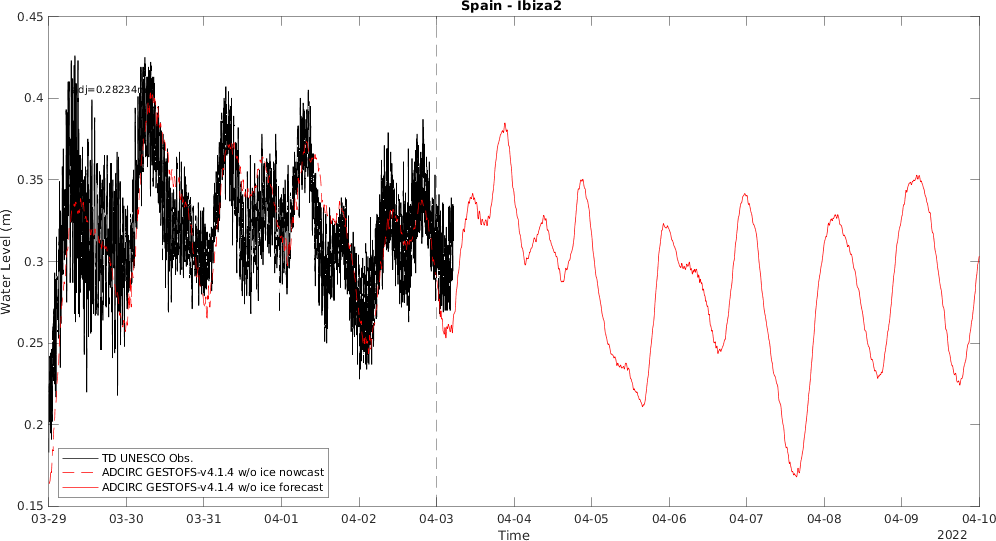 Spain - Ibiza2
0.45
0.4
0.35
0.3
0.25
0.2
0.15
Water Level (m)
dj=0.28234
TD UNESCO Obs.
ADCIRC GESTOFS-v4.1.4 w/o ice nowcast
ADCIRC GESTOFS-v4.1.4 w/o ice forecast
03-29 03-30 03-31 04-01 04-02 04-03 04-04 04-05 04-06 04-07 04-08 04-09 04-10
Time
2022